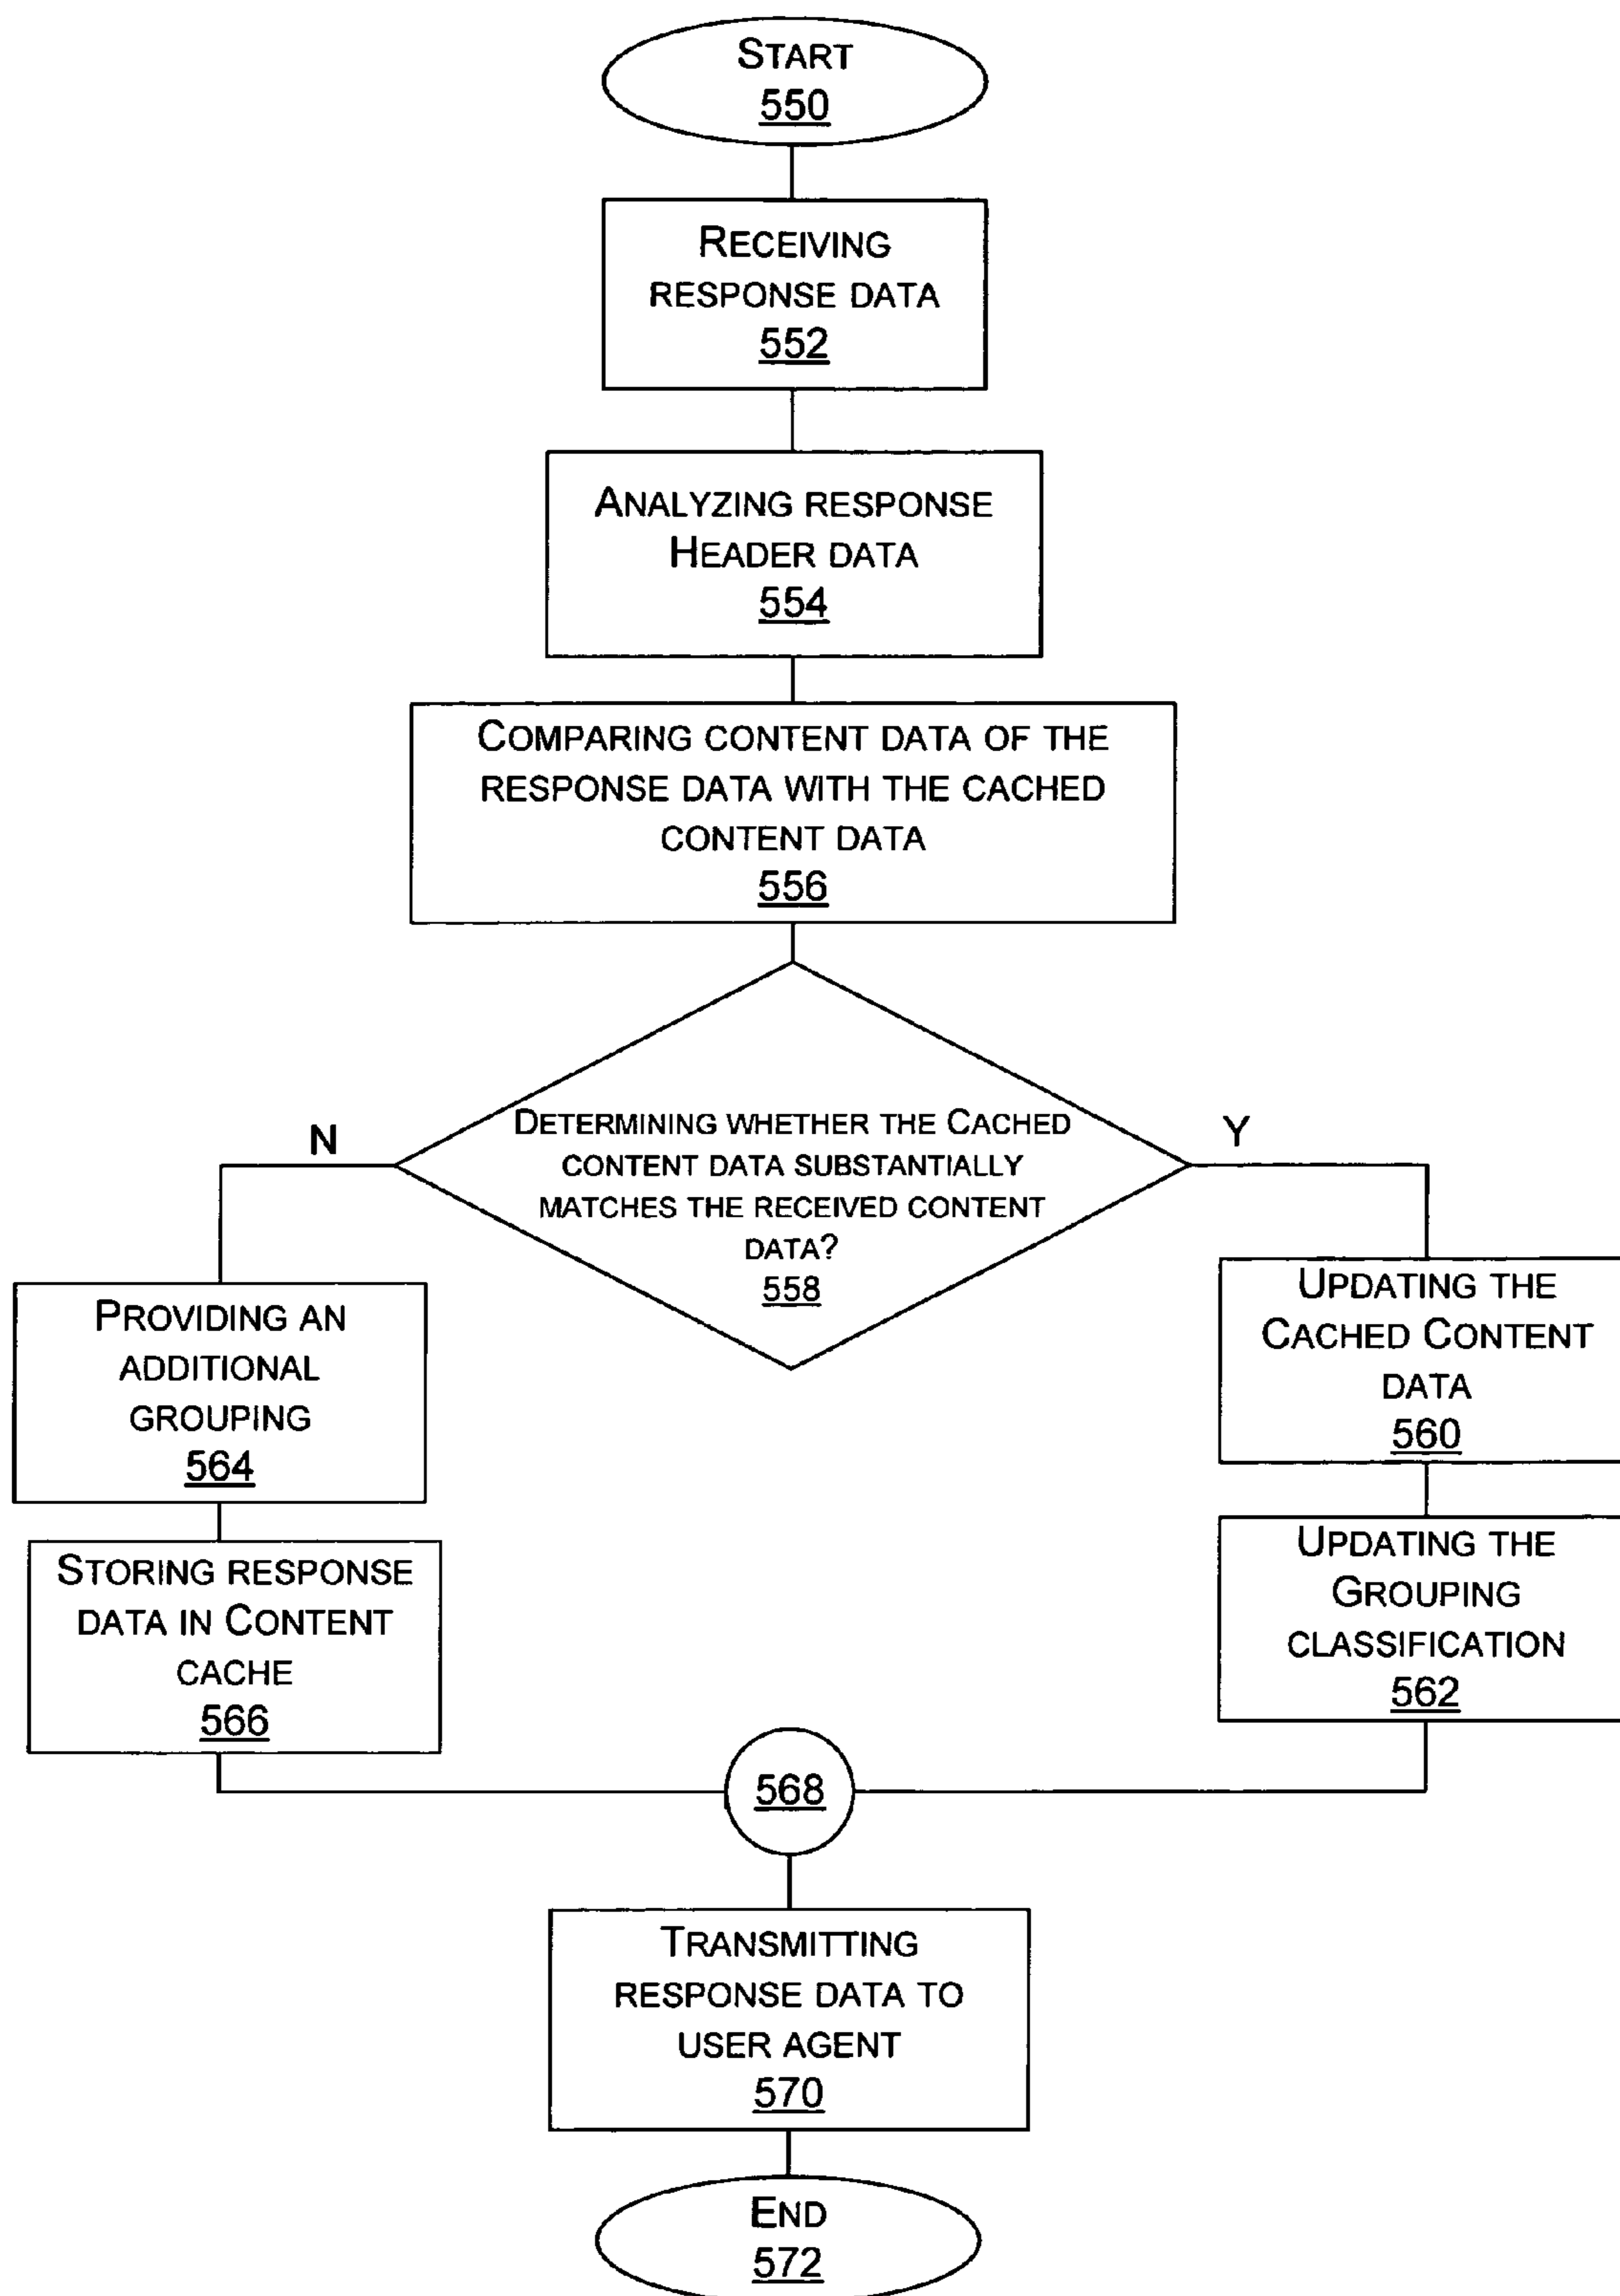 START
550
RECEIVING
RESPONSE DATA
552
ANALYZING RESPONSE
HEADER DATA
554
COMPARING CONTENT DATA OF THE
RESPONSE DATA WITH THE CACHED
CONTENT DATA
556
DETERMINING WHETHER THE CACHED
CONTENT DATA SUBSTANTIALLY
MATCHES THE RECEIVED CONTENT
DATA?
558
N
Y
PROVIDING AN
ADDITIONAL
GROUPING
564
STORING RESPONSE
DATA IN CONTENT
CACHE
566
UPDATING THE
CACHED CONTENT
DATA
560
UPDATING THE
GROUPING
CLASSIFICATION
562
568
TRANSMITTING
RESPONSE DATA TO
USER AGENT
570
END
572